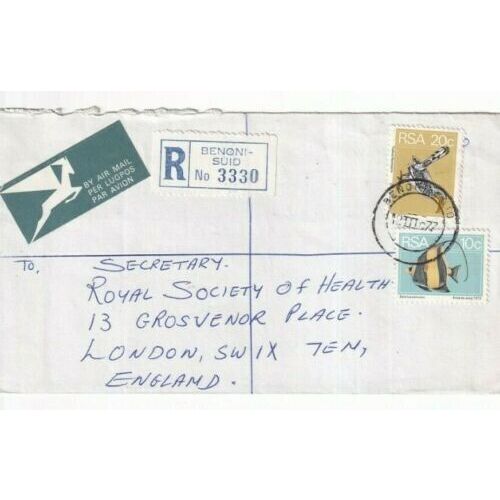 BY AIR MAIL
PER LUGPOS
PAR AVION
R
BENONI-
SUID
No 3330
RSA 20c
RSA 10c
To,
SECRETARY.
ROYAL SOCIETY OF HEALTH
13 GROSVENOR PLACE.
LONDON, SW1X 7EM,
ENGLAND.